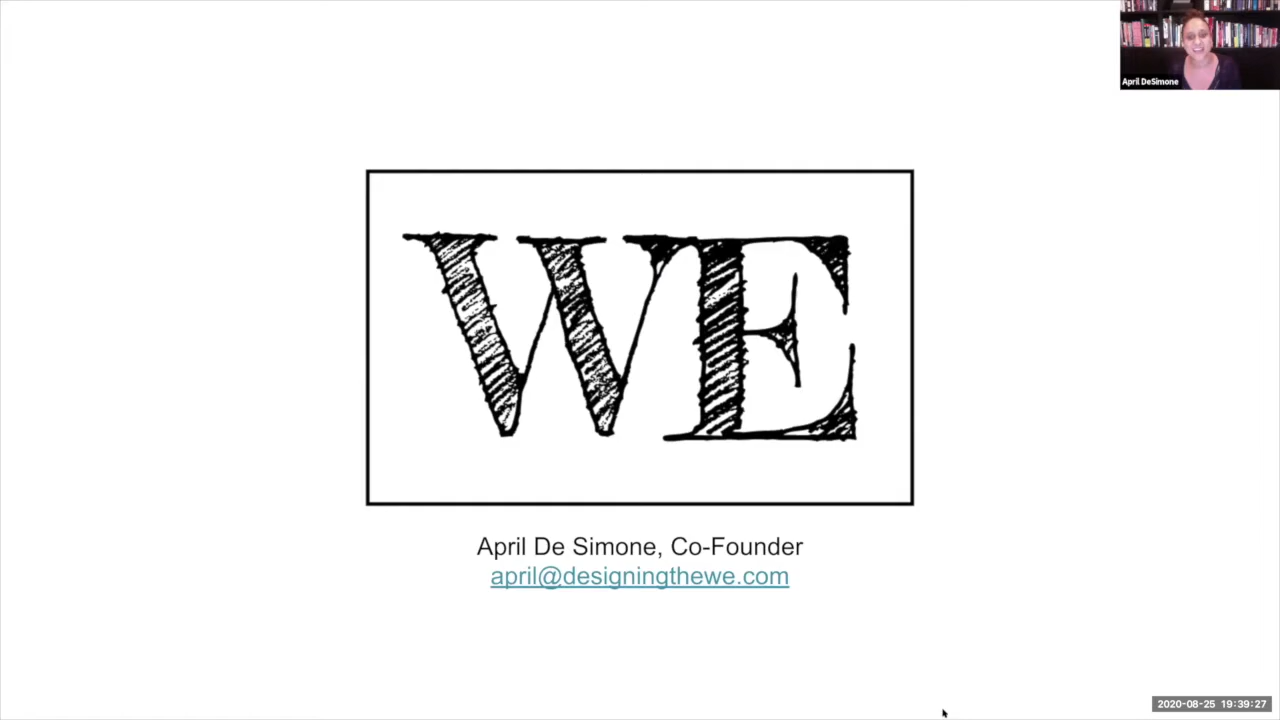 April DeSimone
WE
April De Simone, Co-Founder
april@designingthewe.com
2020-08-25 19:39:27